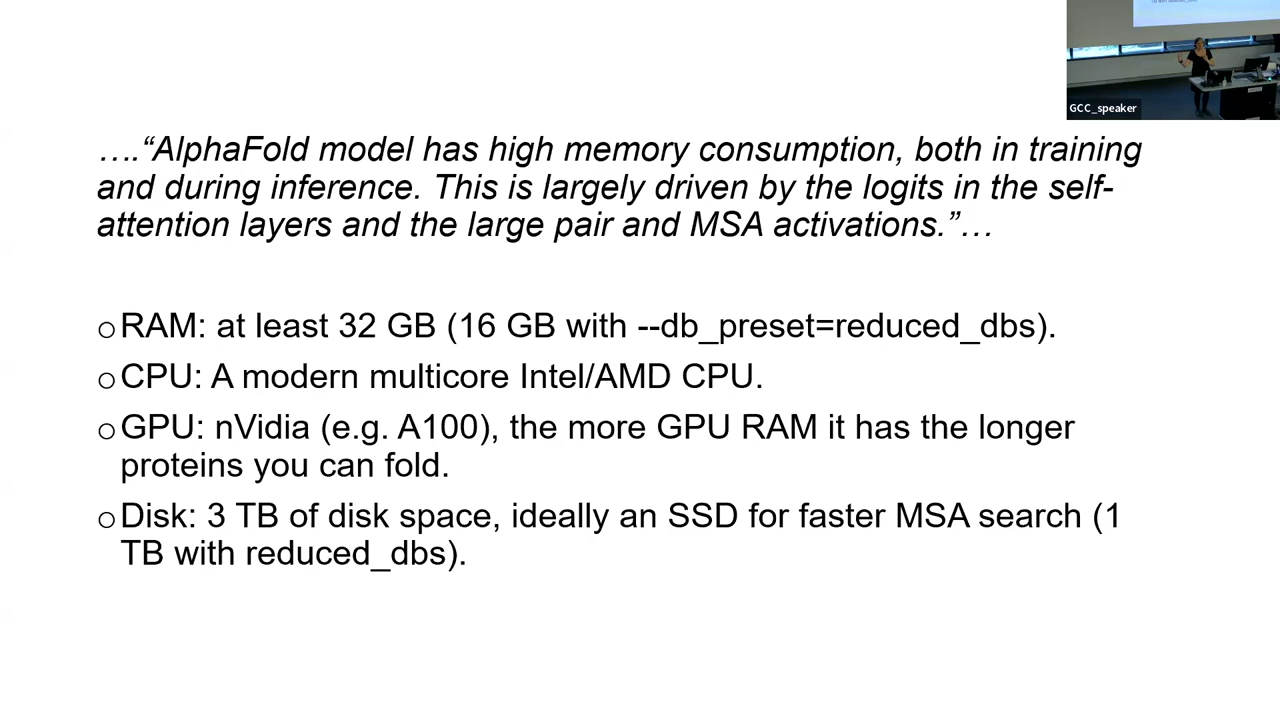 GCC_speaker
…."AlphaFold model has high memory consumption, both in training
and during inference. This is largely driven by the logits in the self-
attention layers and the large pair and MSA activations."…
○RAM: at least 32 GB (16 GB with --db_preset=reduced_dbs).
○CPU: A modern multicore Intel/AMD CPU.
○GPU: nVidia (e.g. A100), the more GPU RAM it has the longer
proteins you can fold.
○Disk: 3 TB of disk space, ideally an SSD for faster MSA search (1
TB with reduced_dbs).